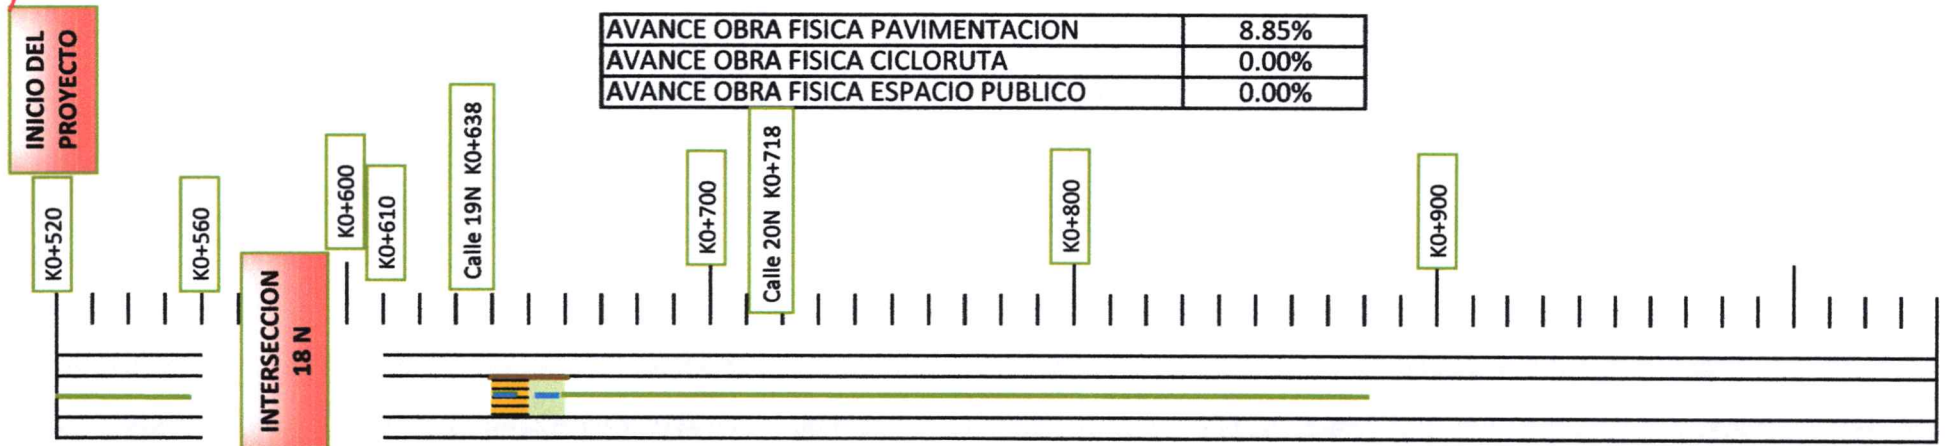 INICIO DEL
PROYECTO
AVANCE OBRA FISICA PAVIMENTACION 8.85%
AVANCE OBRA FISICA CICLORUTA 0.00%
AVANCE OBRA FISICA ESPACIO PUBLICO 0.00%
K0+520
K0+560
K0+600
K0+610
Calle 19N K0+638
K0+700
Calle 20N K0+718
K0+800
K0+900
INTERSECCION
18 N